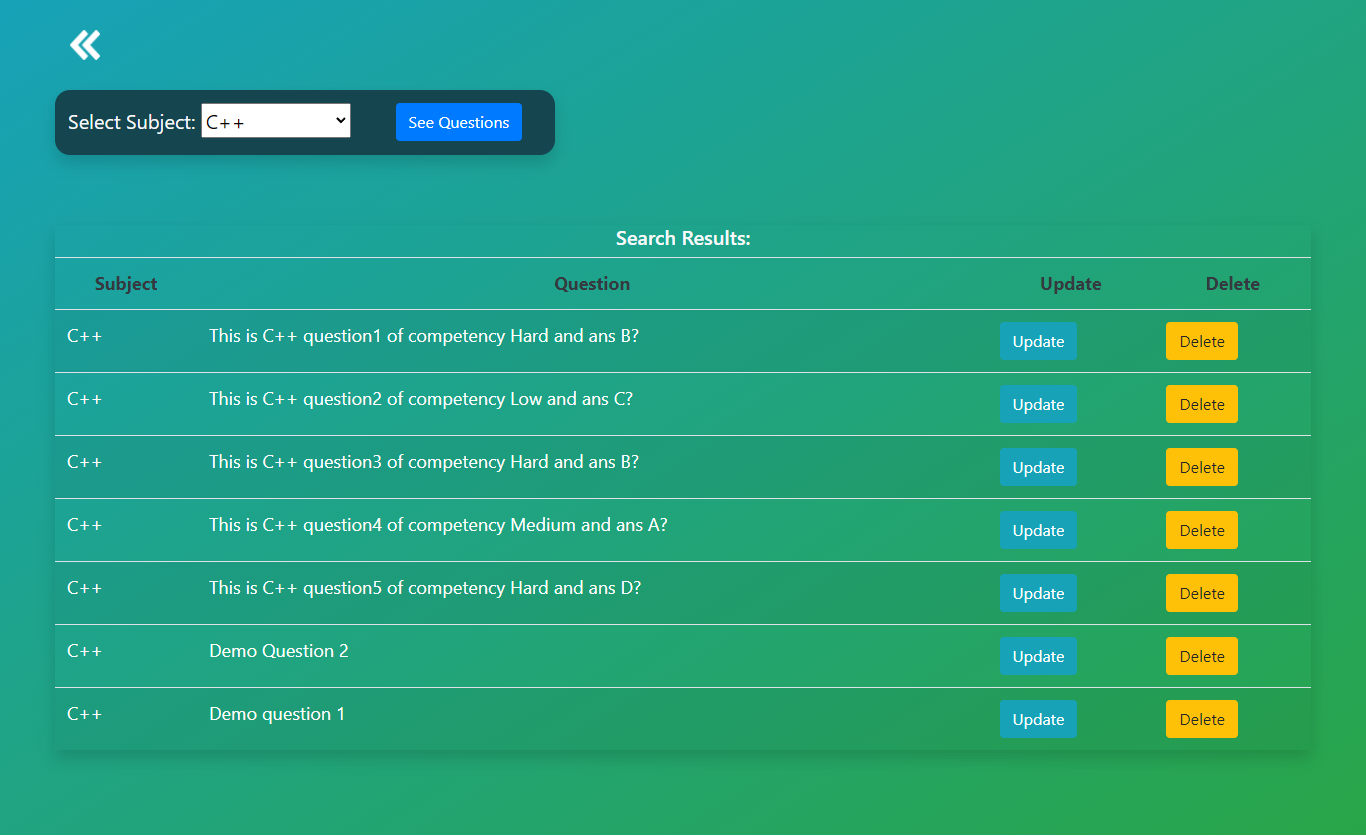 Select Subject: C++ See Questions
Search Results:
Subject Question Update Delete
C++ This is C++ question1 of competency Hard and ans B? Update Delete
C++ This is C++ question2 of competency Low and ans C? Update Delete
C++ This is C++ question3 of competency Hard and ans B? Update Delete
C++ This is C++ question4 of competency Medium and ans A? Update Delete
C++ This is C++ question5 of competency Hard and ans D? Update Delete
C++ Demo Question 2 Update Delete
C++ Demo question 1 Update Delete